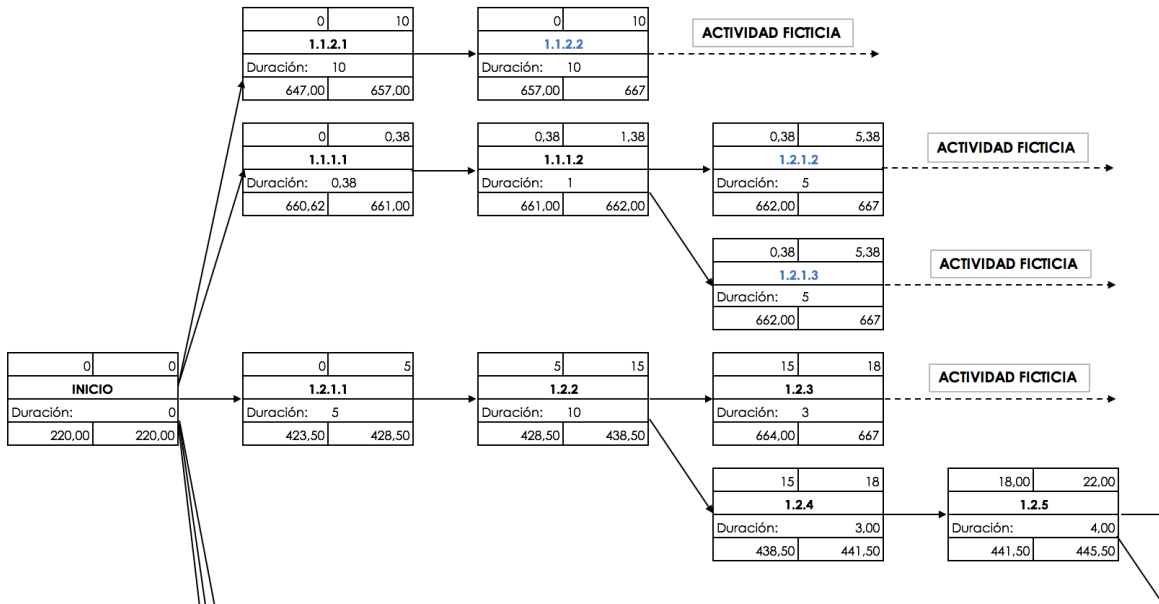 0 10
1.1.2.1
Duración: 10
647,00 657,00
0 10
1.1.2.2
Duración: 10
657,00 667
ACTIVIDAD FICTICIA
0 0,38
1.1.1.1
Duración: 0,38
660,62 661,00
0,38 1,38
1.1.1.2
Duración: 1
661,00 662,00
0,38 5,38
1.2.1.2
Duración: 5
662,00 667
ACTIVIDAD FICTICIA
0,38 5,38
1.2.1.3
Duración: 5
662,00 667
ACTIVIDAD FICTICIA
0 0
INICIO
Duración: 0
220,00 220,00
0 5
1.2.1.1
Duración: 5
423,50 428,50
5 15
1.2.2
Duración: 10
428,50 438,50
15 18
1.2.3
Duración: 3
664,00 667
ACTIVIDAD FICTICIA
15 18
1.2.4
Duración: 3,00
438,50 441,50
18,00 22,00
1.2.5
Duración: 4,00
441,50 445,50